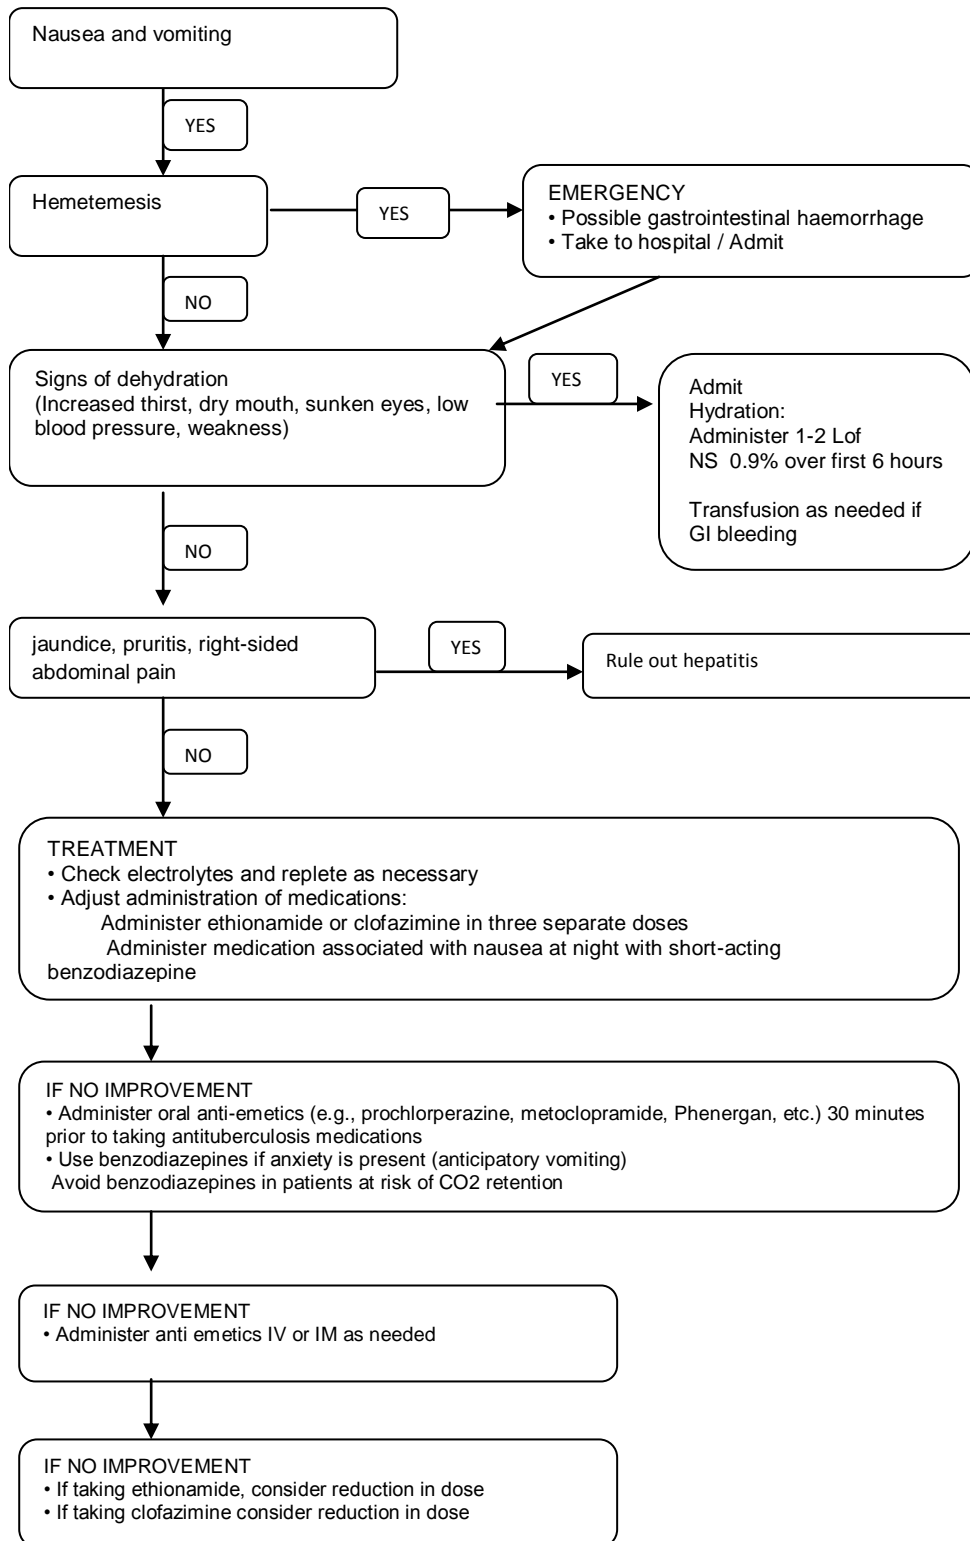 Nausea and vomiting
YES
Hemetemesis
YES
EMERGENCY
• Possible gastrointestinal haemorrhage
• Take to hospital / Admit
NO
Signs of dehydration
(Increased thirst, dry mouth, sunken eyes, low
blood pressure, weakness)
YES
Admit
Hydration:
Administer 1-2 Lof
NS 0.9% over first 6 hours
Transfusion as needed if
GI bleeding
NO
jaundice, pruritis, right-sided
abdominal pain
YES
Rule out hepatitis
NO
TREATMENT
• Check electrolytes and replete as necessary
• Adjust administration of medications:
Administer ethionamide or clofazimine in three separate doses
Administer medication associated with nausea at night with short-acting
benzodiazepine
IF NO IMPROVEMENT
• Administer oral anti-emetics (e.g., prochlorperazine, metoclopramide, Phenergan, etc.) 30 minutes
prior to taking antituberculosis medications
• Use benzodiazepines if anxiety is present (anticipatory vomiting)
Avoid benzodiazepines in patients at risk of CO2 retention
IF NO IMPROVEMENT
• Administer anti emetics IV or IM as needed
IF NO IMPROVEMENT
• If taking ethionamide, consider reduction in dose
• If taking clofazimine consider reduction in dose